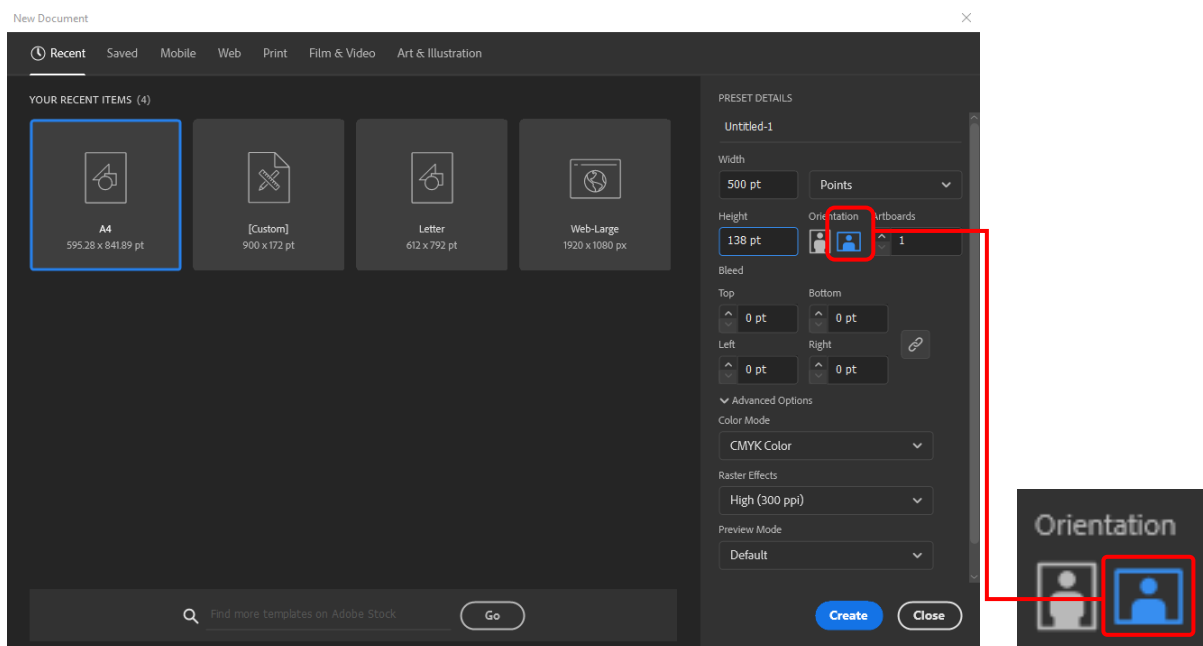 New Document
Recent Saved Mobile Web Print Film & Video Art & Illustration
YOUR RECENT ITEMS (4)
A4
595.28 x 841.89 pt
[Custom]
900 x 172 pt
Letter
612 x 792 pt
Web-Large
1920 x 1080 px
Find more templates on Adobe Stock
Go
PRESET DETAILS
Untitled-1
Width
500 pt Points
Height Orientation Artboards
138 pt 1
Bleed
Top Bottom
0 pt 0 pt
Left Right
0 pt 0 pt
Advanced Options
Color Mode
CMYK Color
Raster Effects
High (300 ppi)
Preview Mode
Default
Create Close
Orientation